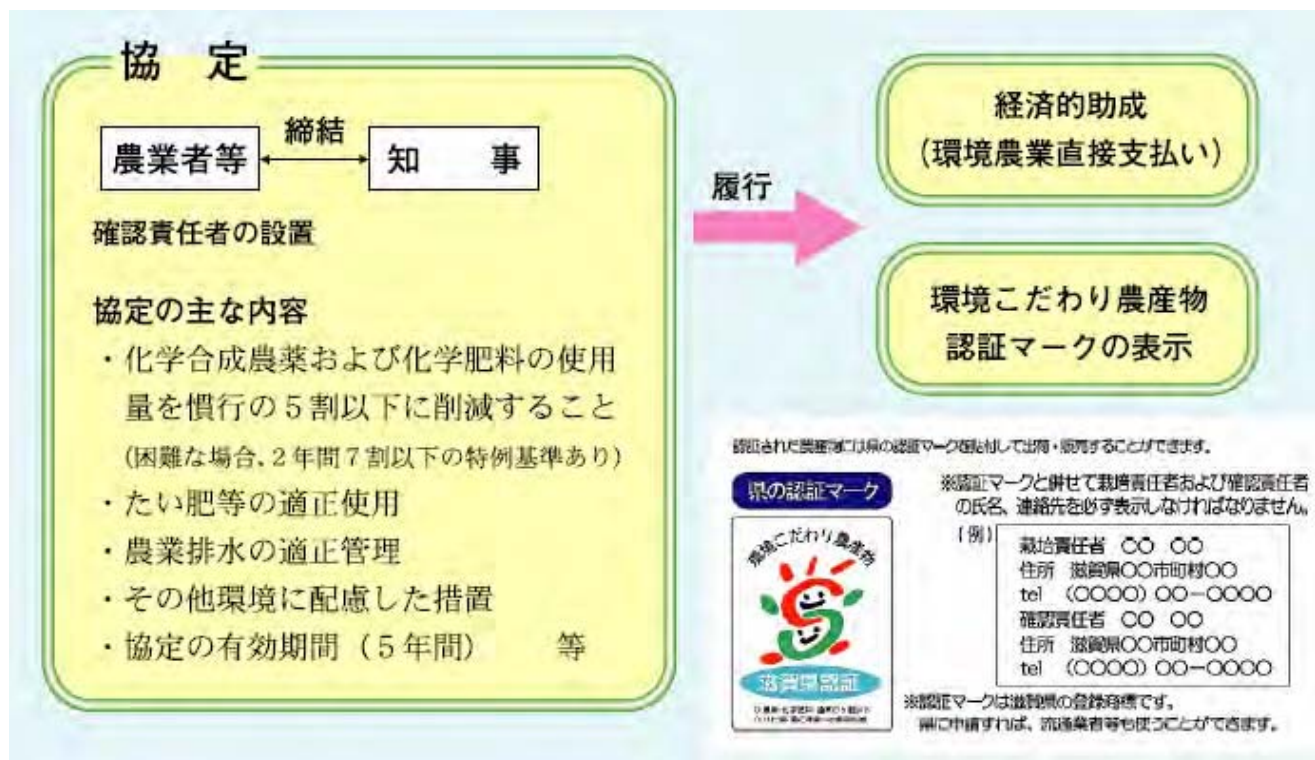 協 定
農業者等
締結
知 事
確認責任者の設置
協定の主な内容
・化学合成農薬および化学肥料の使用
量を慣行の5割以下に削減すること
(困難な場合、2年間7割以下の特例基準あり)
・たい肥等の適正使用
・農業排水の適正管理
・その他環境に配慮した措置
・協定の有効期間（5年間） 等
履行
経済的助成
（環境農業直接支払い）
環境こだわり農産物
認証マークの表示
認証された農産物には県の認証マークを貼付して出荷・販売することができます。
県の認証マーク
環境こだわり農産物
滋賀県認証
※認証マークと併せて栽培責任者および確認責任者
の氏名、連絡先を必ず表示しなければなりません。
(例)
栽培責任者 〇〇 〇〇
住所 滋賀県〇〇市町村〇〇
tel （〇〇〇〇）〇〇－〇〇〇〇
確認責任者 〇〇 〇〇
住所 滋賀県〇〇市町村〇〇
tel （〇〇〇〇）〇〇－〇〇〇〇
※認証マークは滋賀県の登録商標です。
県に申請すれば、流通業者等も使うことができます。